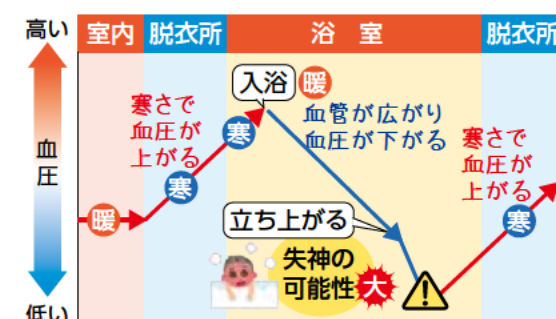 高い
室内
脱衣所
浴室
脱衣所
入浴
暖
寒さで
血圧が
上がる
寒
血管が広がり
血圧が下がる
寒さで
血圧が
上がる
血圧
寒
暖
立ち上がる
寒
失神の
可能性
大
!
低い